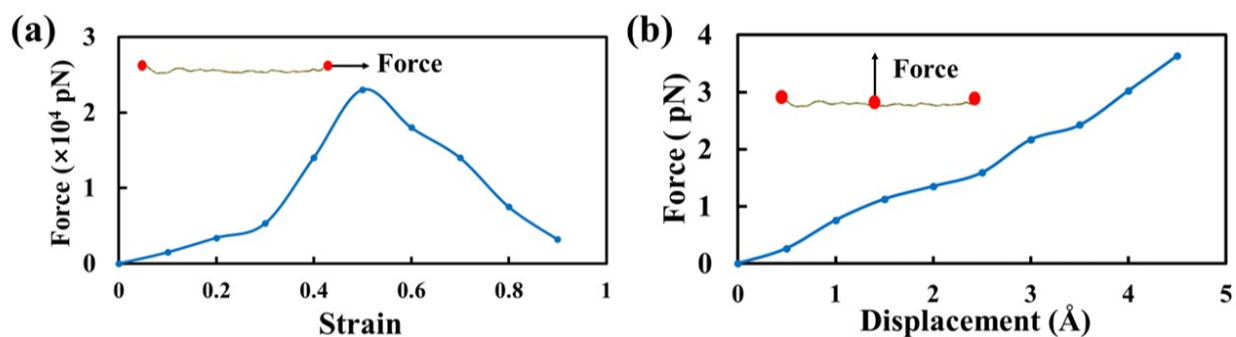 (a)
Force (×10⁴ pN)
3
2
1
0
Force
0 0.2 0.4 0.6 0.8 1
Strain
(b)
Force ( pN)
4
3
2
1
0
Force
0 1 2 3 4 5
Displacement (Å)